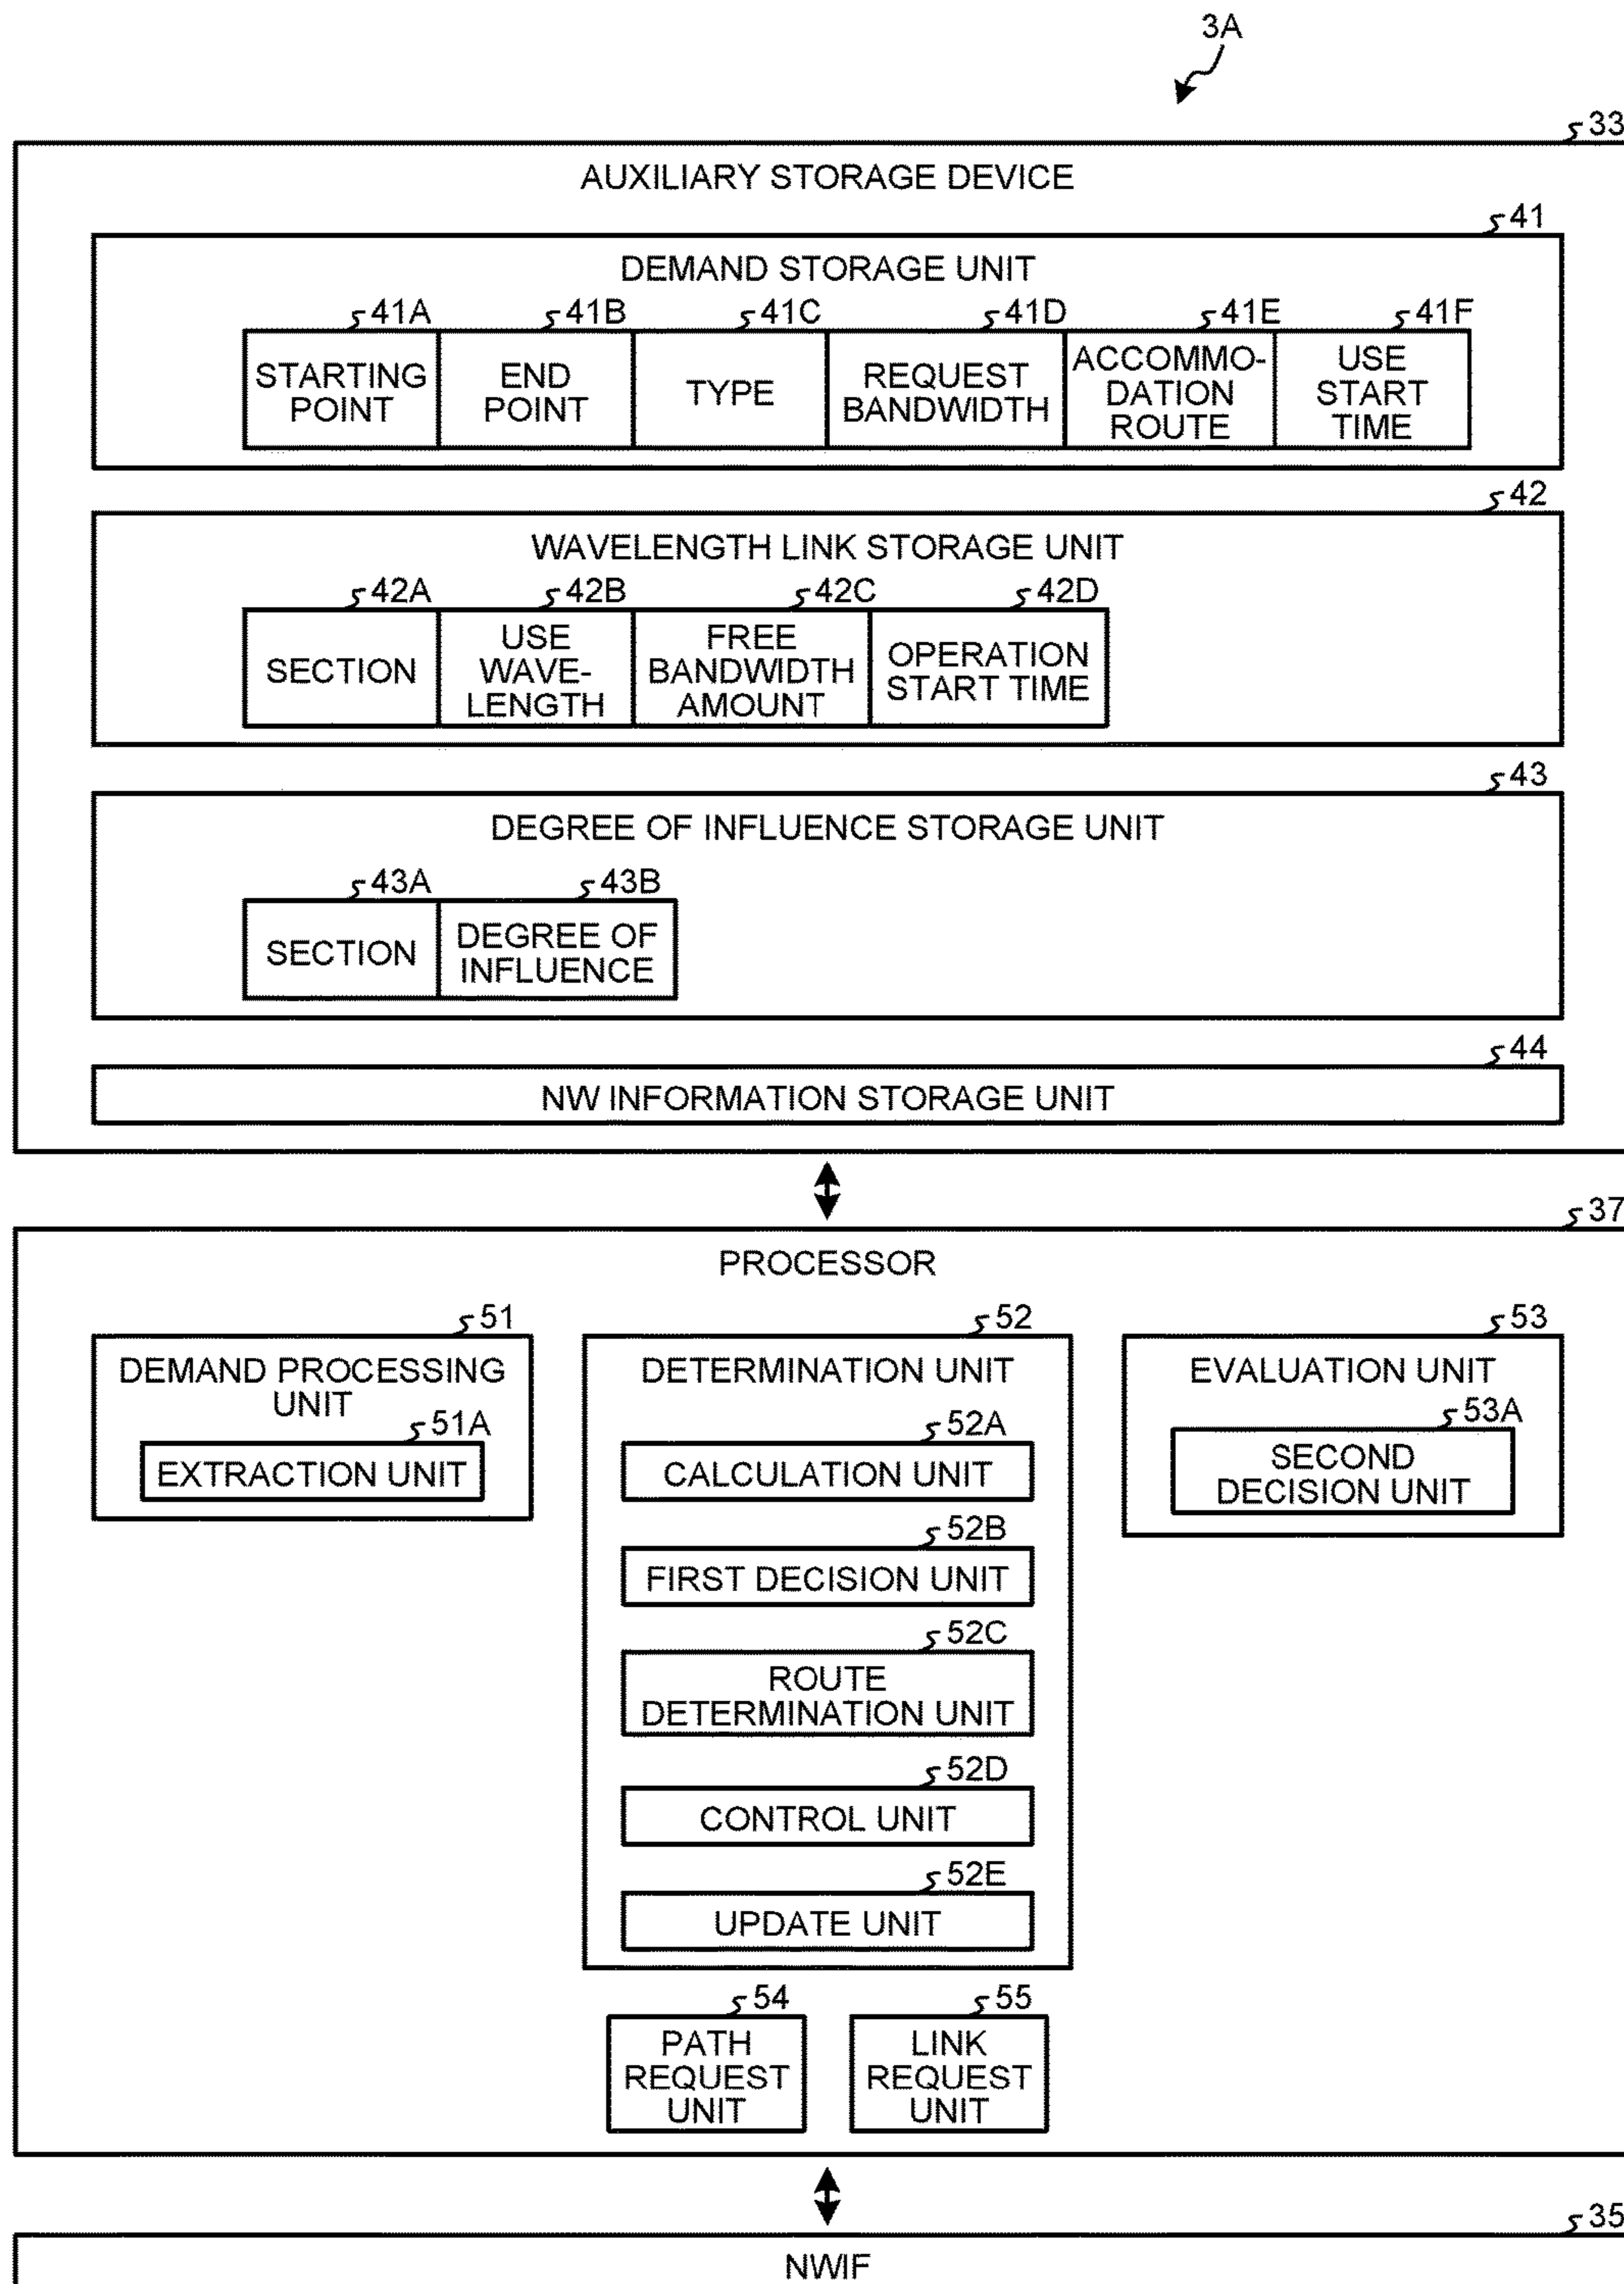 3A
33
AUXILIARY STORAGE DEVICE
41
DEMAND STORAGE UNIT
41A 41B 41C 41D 41E 41F
STARTING
POINT
END
POINT
TYPE
REQUEST
BANDWIDTH
ACCOMMO-
DATION
ROUTE
USE
START
TIME
42
WAVELENGTH LINK STORAGE UNIT
42A 42B 42C 42D
SECTION
USE
WAVE-
LENGTH
FREE
BANDWIDTH
AMOUNT
OPERATION
START TIME
43
DEGREE OF INFLUENCE STORAGE UNIT
43A 43B
SECTION
DEGREE OF
INFLUENCE
44
NW INFORMATION STORAGE UNIT
37
PROCESSOR
51
DEMAND PROCESSING
UNIT
51A
EXTRACTION UNIT
52
DETERMINATION UNIT
52A
CALCULATION UNIT
52B
FIRST DECISION UNIT
52C
ROUTE
DETERMINATION UNIT
52D
CONTROL UNIT
52E
UPDATE UNIT
53
EVALUATION UNIT
53A
SECOND
DECISION UNIT
54
PATH
REQUEST
UNIT
55
LINK
REQUEST
UNIT
35
NWIF